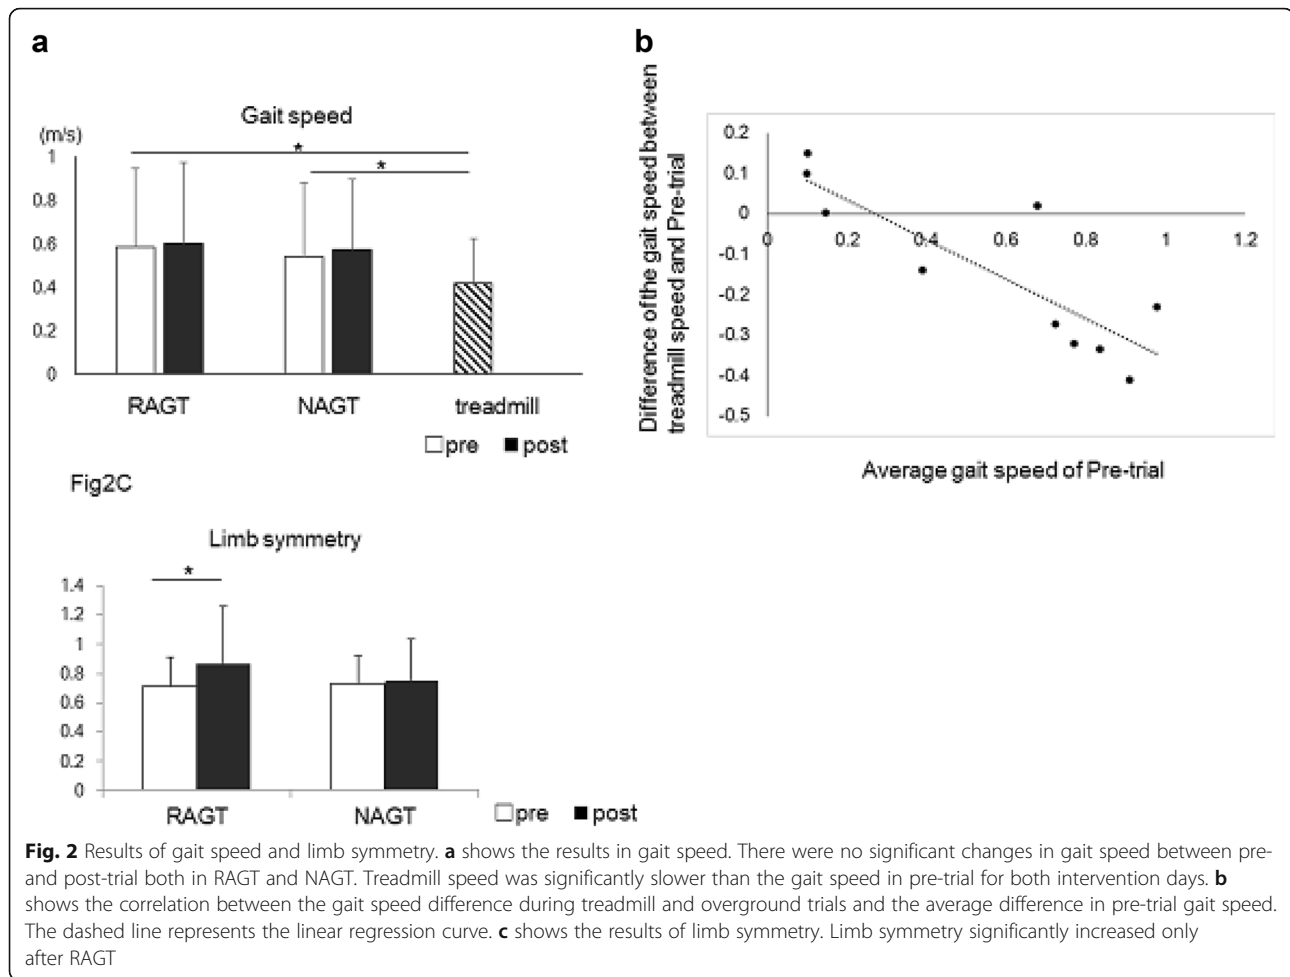 a
Gait speed
(m/s)
*
*
1
0.8
0.6
0.4
0.2
0
RAGT NAGT treadmill
pre post
b
Difference of the gait speed between
treadmill speed and Pre-trial
0.2
0.1
0
-0.1
-0.2
-0.3
-0.4
-0.5
0 0.2 0.4 0.6 0.8 1 1.2
Average gait speed of Pre-trial
Fig2C
Limb symmetry
*
1.4
1.2
1
0.8
0.6
0.4
0.2
0
RAGT NAGT
pre post
Fig. 2 Results of gait speed and limb symmetry. a shows the results in gait speed. There were no significant changes in gait speed between pre-
and post-trial both in RAGT and NAGT. Treadmill speed was significantly slower than the gait speed in pre-trial for both intervention days. b
shows the correlation between the gait speed difference during treadmill and overground trials and the average difference in pre-trial gait speed.
The dashed line represents the linear regression curve. c shows the results of limb symmetry. Limb symmetry significantly increased only
after RAGT